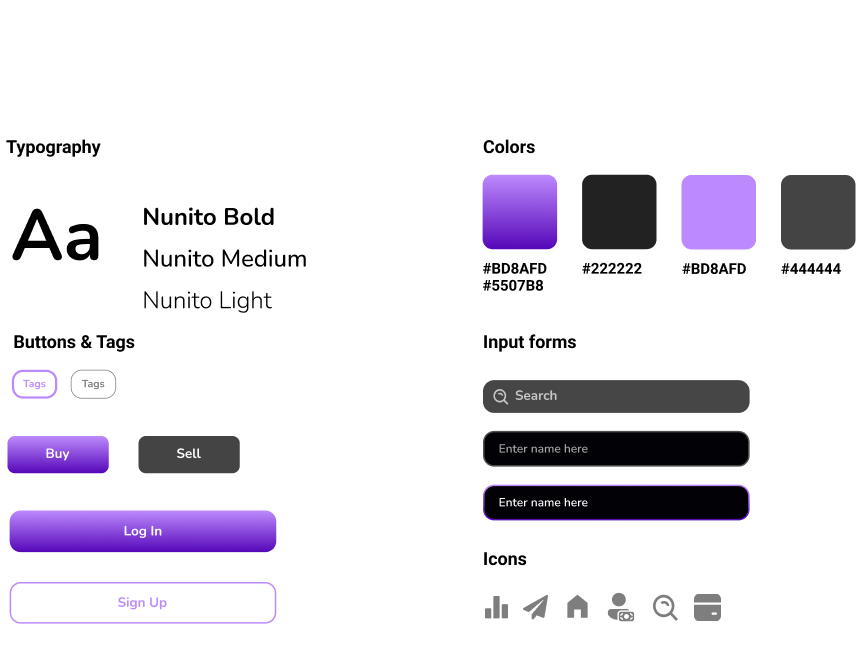 Typography
Aa
Nunito Bold
Nunito Medium
Nunito Light
Buttons & Tags
Tags
Tags
Buy
Sell
Log In
Sign Up
Colors
#BD8AFD
#5507B8
#222222
#BD8AFD
#444444
Input forms
Search
Enter name here
Enter name here
Icons